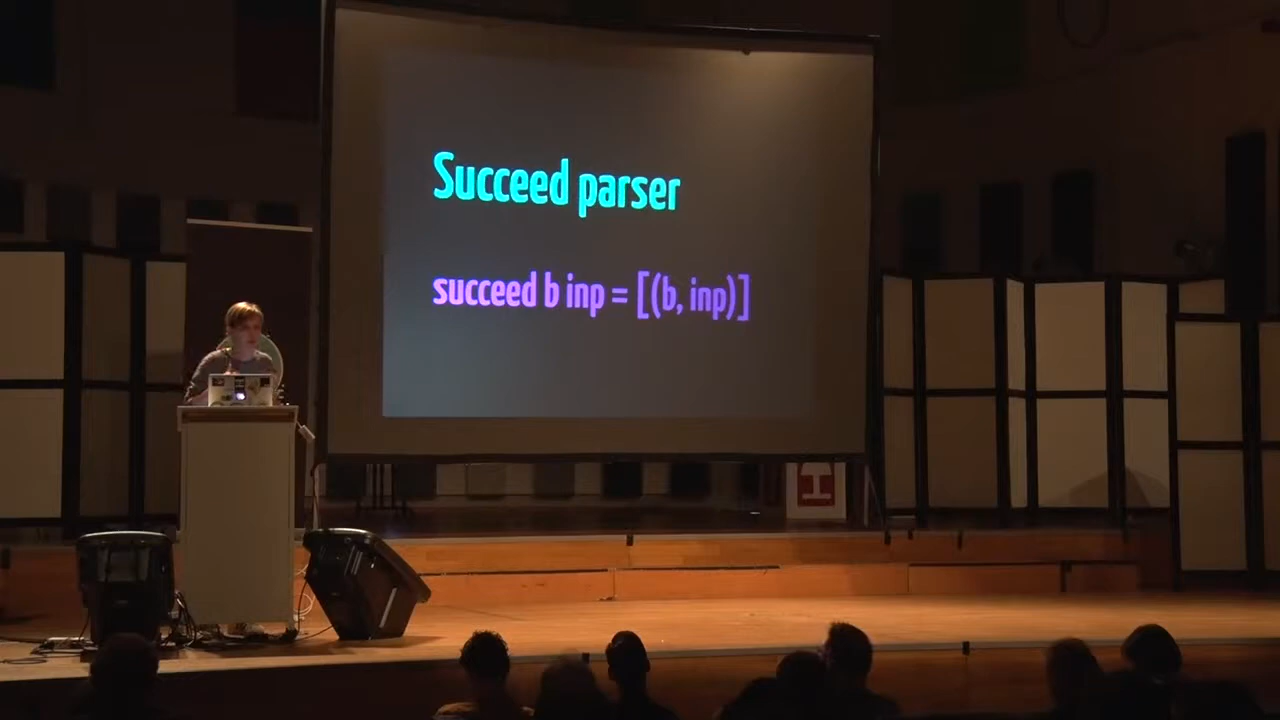 Succeed parser
succeed b inp = [(b, inp)]